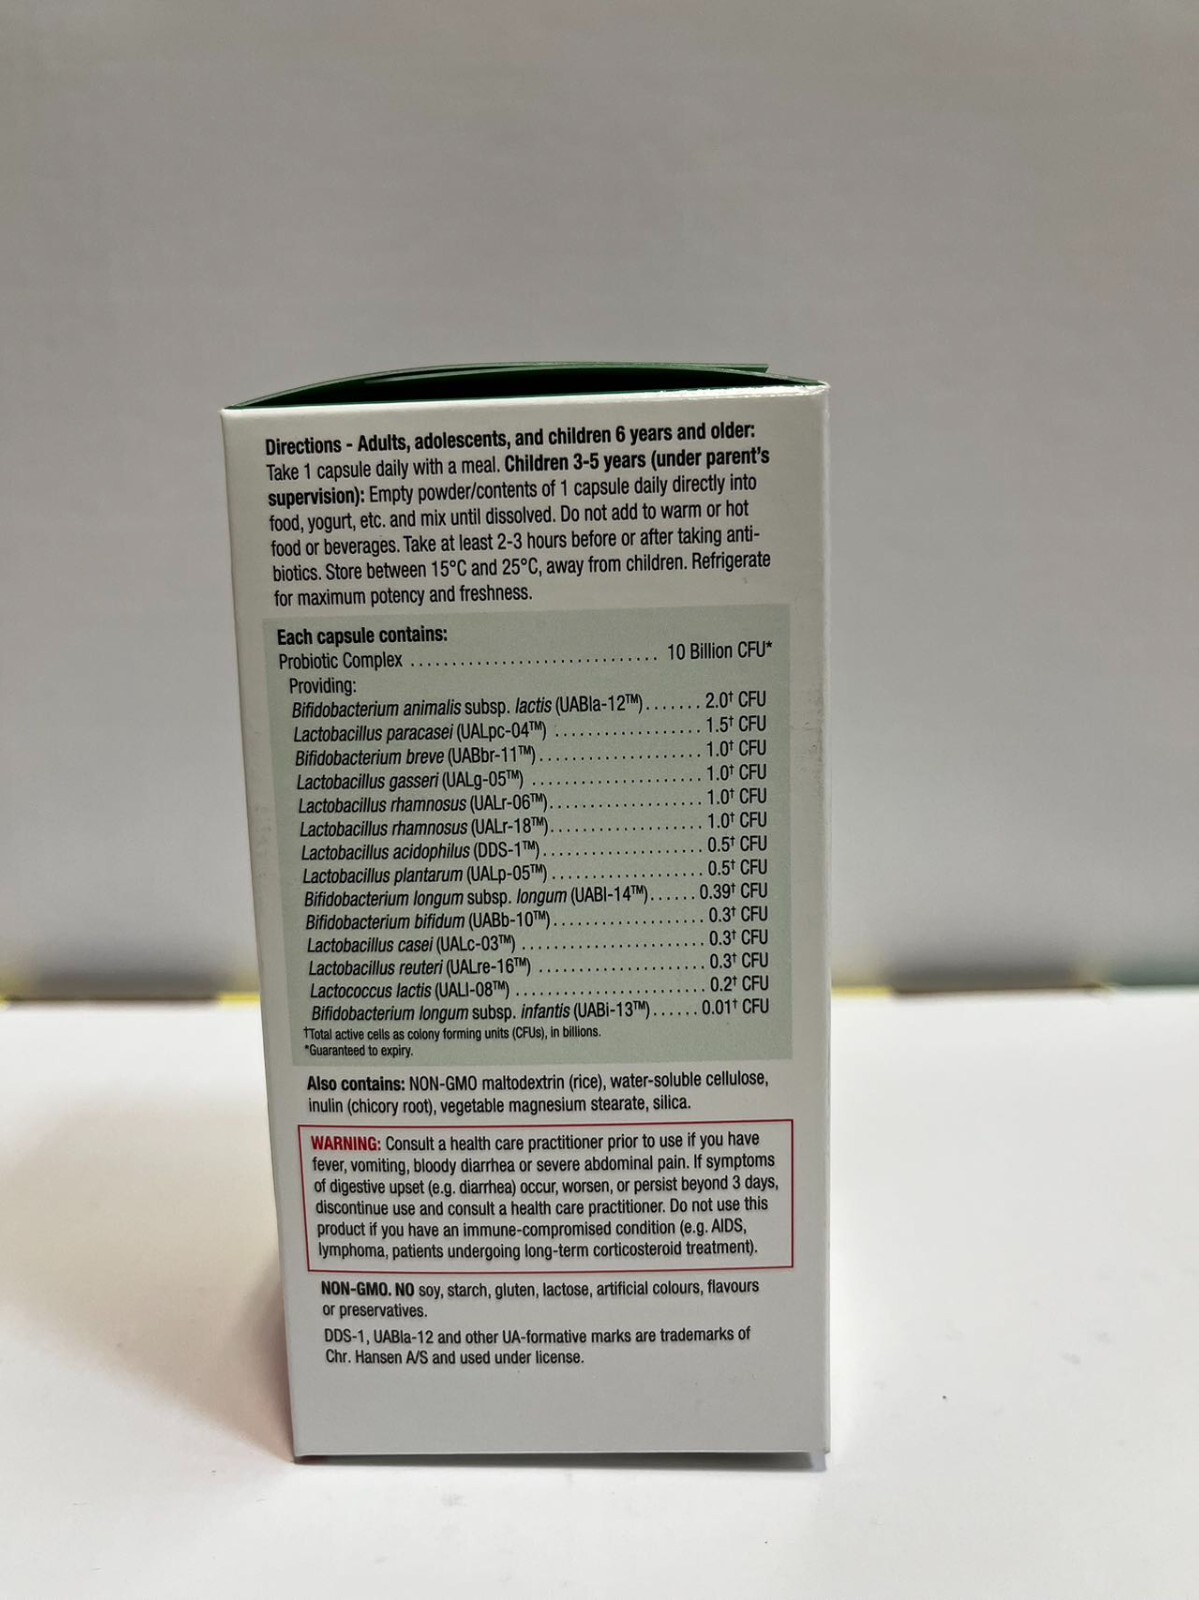 Directions - Adults, adolescents, and children 6 years and older:
Take 1 capsule daily with a meal. Children 3-5 years (under parent's
supervision): Empty powder/contents of 1 capsule daily directly into
food, yogurt, etc. and mix until dissolved. Do not add to warm or hot
food or beverages. Take at least 2-3 hours before or after taking anti-
biotics. Store between 15°C and 25°C, away from children. Refrigerate
for maximum potency and freshness.
Each capsule contains:
Probiotic Complex .............................. 10 Billion CFU*
Providing:
Bifidobacterium animalis subsp. lactis (UABla-12™)....... 2.0† CFU
Lactobacillus paracasei (UALpc-04™) .................. 1.5† CFU
Bifidobacterium breve (UABbr-11™).................... 1.0† CFU
Lactobacillus gasseri (UALg-05™) ..................... 1.0† CFU
Lactobacillus rhamnosus (UALr-06™)................... 1.0† CFU
Lactobacillus rhamnosus (UALr-18™)................... 1.0† CFU
Lactobacillus acidophilus (DDS-1™).................... 0.5† CFU
Lactobacillus plantarum (UALp-05™)................... 0.5† CFU
Bifidobacterium longum subsp. longum (UABl-14™)...... 0.39† CFU
Bifidobacterium bifidum (UABb-10™)................... 0.3† CFU
Lactobacillus casei (UALc-03™) ....................... 0.3† CFU
Lactobacillus reuteri (UALre-16™) ..................... 0.3† CFU
Lactococcus lactis (UALl-08™) ........................ 0.2† CFU
Bifidobacterium longum subsp. infantis (UABi-13™)...... 0.01† CFU
†Total active cells as colony forming units (CFUs), in billions.
*Guaranteed to expiry.
Also contains: NON-GMO maltodextrin (rice), water-soluble cellulose,
inulin (chicory root), vegetable magnesium stearate, silica.
WARNING: Consult a health care practitioner prior to use if you have
fever, vomiting, bloody diarrhea or severe abdominal pain. If symptoms
of digestive upset (e.g. diarrhea) occur, worsen, or persist beyond 3 days,
discontinue use and consult a health care practitioner. Do not use this
product if you have an immune-compromised condition (e.g. AIDS,
lymphoma, patients undergoing long-term corticosteroid treatment).
NON-GMO. NO soy, starch, gluten, lactose, artificial colours, flavours
or preservatives.
DDS-1, UABla-12 and other UA-formative marks are trademarks of
Chr. Hansen A/S and used under license.